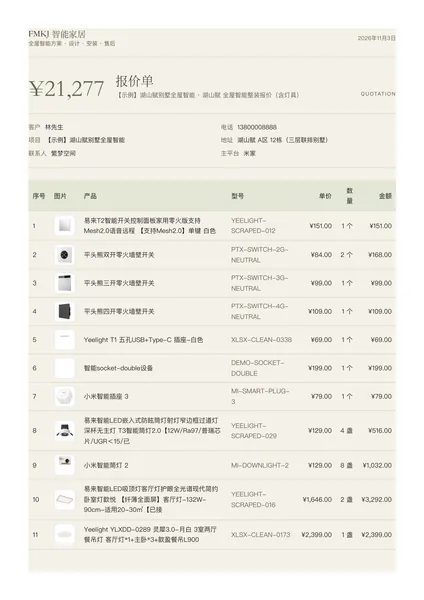 FMKJ 智能家居
全屋智能方案 · 设计 · 安装 · 售后
2026年11月3日
¥21,277
报价单
【示例】湖山赋别墅全屋智能 · 湖山赋 全屋智能整装报价（含灯具）
QUOTATION
客户 林先生
电话 13800008888
项目 【示例】湖山赋别墅全屋智能
地址 湖山赋 A区 12栋（三层联排别墅）
联系人 繁梦空间
主平台 米家
序号 图片 产品 型号 单价 数量 金额
1 易来T2智能开关控制面板家用零火版支持 YEELIGHT- ¥151.00 1 个 ¥151.00
Mesh2.0语音远程 【支持Mesh2.0】单键 白色 SCRAPED-012
2 平头熊双开零火墙壁开关 PTX-SWITCH-2G- ¥84.00 2 个 ¥168.00
NEUTRAL
3 平头熊三开零火墙壁开关 PTX-SWITCH-3G- ¥99.00 1 个 ¥99.00
NEUTRAL
4 平头熊四开零火墙壁开关 PTX-SWITCH-4G- ¥109.00 1 个 ¥109.00
NEUTRAL
5 Yeelight T1 五孔USB+Type-C 插座-白色 XLSX-CLEAN-0338 ¥69.00 1 个 ¥69.00
6 智能socket-double设备 DEMO-SOCKET- ¥199.00 1 个 ¥199.00
DOUBLE
7 小米智能插座 3 MI-SMART-PLUG- ¥79.00 1 个 ¥79.00
3
易来智能LED嵌入式防眩筒灯射灯窄边框过道灯
8 深杯无主灯 T3智能筒灯2.0【12W/Ra97/普瑞芯 YEELIGHT- ¥129.00 4 盏 ¥516.00
片/UGR＜15/已 SCRAPED-029
9 小米智能筒灯 2 MI-DOWNLIGHT-2 ¥129.00 8 盏 ¥1,032.00
易来智能LED吸顶灯客厅灯护眼全光谱现代简约
10 卧室灯歆悦 【纤薄全面屏】客厅灯-132W- YEELIGHT- ¥1,646.00 2 盏 ¥3,292.00
90cm-适用20-30㎡【已接 SCRAPED-016
11 Yeelight YLXDD-0289 灵犀3.0-月白 3室两厅 XLSX-CLEAN-0173 ¥2,399.00 1 盏 ¥2,399.00
餐吊灯 客厅灯*1+主卧*3+歆盈餐吊L900